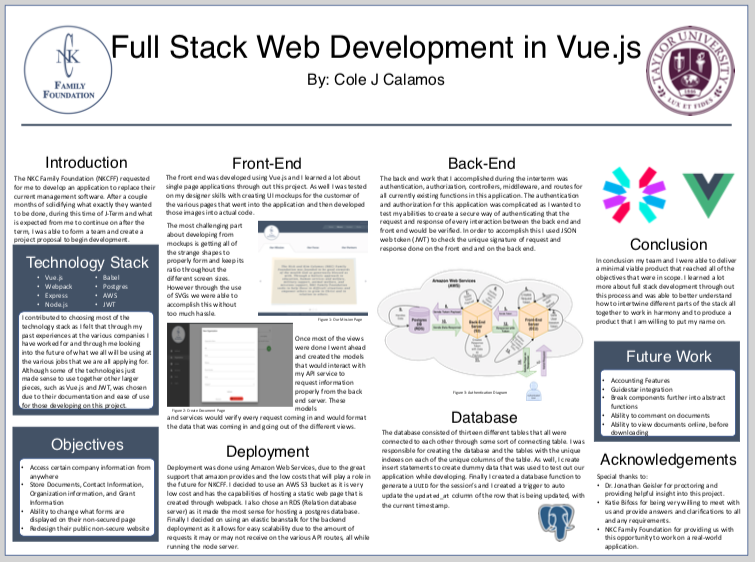 Full Stack Web Development in Vue.js
By: Cole J Calamos
NK
FAMILY
FOUNDATION
TAYLOR UNIVERSITY
LUX ET FIDES
Introduction
The NKC Family Foundation (NKCFF) requested
for me to develop an application to replace their
current management software. After a couple
months of solidifying what exactly they wanted
to be done, during this time of J-Term and what
is expected from me to continue on after the
term, I was able to form a team and create a
project proposal to begin development.
Technology Stack
• Vue.js
• Webpack
• Express
• Node.js
• Babel
• Postgres
• AWS
• JWT
I contributed to choosing most of the
technology stack as I felt that through my
past experiences at the various companies I
have worked for and through me looking
into the future of what we all will be using at
the various jobs that we are all applying for.
Although some of the technologies just
made sense to use together other larger
pieces, such as Vue.js and JWT, was chosen
due to their documentation and ease of use
for those developing on this project.
Objectives
• Access certain company information from
anywhere
• Store Documents, Contact Information,
Organization information, and Grant
Information
• Ability to change what forms are
displayed on their non-secured page
• Redesign their public non-secure website
Front-End
The front end was developed using Vue.js and I learned a lot about
single page applications through out this project. As well I was tested
on my designer skills with creating UI mockups for the customer of
the various pages that went into the application and then developed
those images into actual code.
The most challenging part
about developing from
mockups is getting all of
the strange shapes to
properly form and keep its
ratio throughout the
different screen sizes.
However through the use
of SVGs we were able to
accomplish this without
too much hassle.
Figure 1: Our Mission Page
Figure 2: Create Document Page
Once most of the views
were done I went ahead
and created the models
that would interact with
my API service to
request information
properly from the back
end server. These
models
and services would verify every request coming in and would format
the data that was coming in and going out of the different views.
Deployment
Deployment was done using Amazon Web Services, due to the great
support that amazon provides and the low costs that will play a role in
the future for NKCFF. I decided to use an AWS S3 bucket as it is very
low cost and has the capabilities of hosting a static web page that is
created through webpack. I also chose an RDS (Relation database
server) as it made the most sense for hosting a postgres database.
Finally I decided on using an elastic beanstalk for the backend
deployment as it allows for easy scalability due to the amount of
requests it may or may not receive on the various API routes, all while
running the node server.
Back-End
The back end work that I accomplished during the interterm was
authentication, authorization, controllers, middleware, and routes for
all currently existing functions in this application. The authentication
and authorization for this application was complicated as I wanted to
test my abilities to create a secure way of authenticating that the
request and response of every interaction between the back end and
front end would be verified. In order to accomplish this I used JSON
web token (JWT) to check the unique signature of request and
response done on the front end and on the back end.
Amazon Web Services
(AWS)
Postgres
DB
(RDS)
Back-End
Server
Front-End
Server
Figure 3: Authentication Diagram
Database
The database consisted of thirteen different tables that all were
connected to each other through some sort of connecting table. I was
responsible for creating the database and the tables with the unique
indexes on each of the unique columns of the table. As well, I create
insert statements to create dummy data that was used to test out our
application while developing. Finally I created a database function to
generate a UUID for the session's and I created a trigger to auto
update the updated_at column of the row that is being updated, with
the current timestamp.
Conclusion
In conclusion my team and I were able to deliver
a minimal viable product that reached all of the
objectives that were in scope. I learned a lot
more about full stack development through out
this process and was able to better understand
how to intertwine different parts of the stack all
together to work in harmony and to produce a
product that I am willing to put my name on.
Future Work
• Accounting Features
• Guidestar integration
• Break components further into abstract
functions
• Ability to comment on documents
• Ability to view documents online, before
downloading
Acknowledgements
Special thanks to:
• Dr. Jonathan Geisler for proctoring and
providing helpful insight into this project.
• Katie Bifoss for being very willing to meet with
us and provide answers and clarifications to all
and any requirements.
• NKC Family Foundation for providing us with
this opportunity to work on a real-world
application.